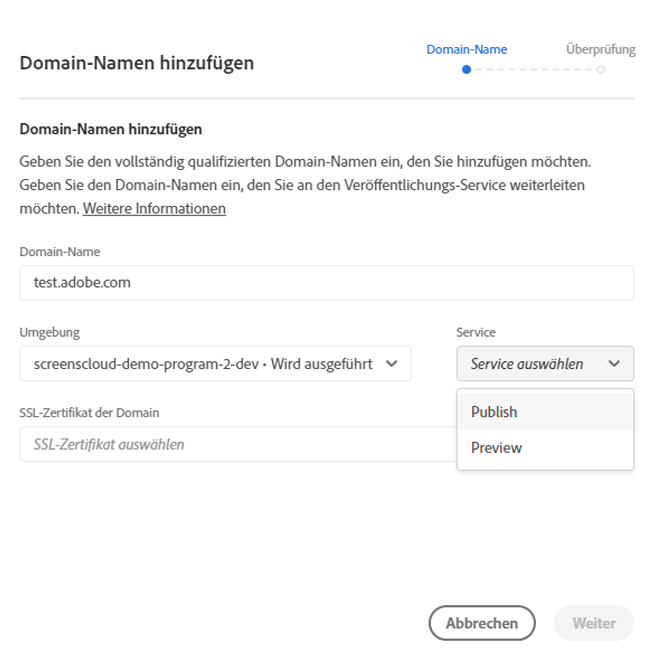 Domain-Namen hinzufügen
Domain-Name
Überprüfung
Domain-Namen hinzufügen
Geben Sie den vollständig qualifizierten Domain-Namen ein, den Sie hinzufügen möchten.
Geben Sie den Domain-Namen ein, den Sie an den Veröffentlichungs-Service weiterleiten
möchten. Weitere Informationen
Domain-Name
test.adobe.com
Umgebung
Service
screenscloud-demo-program-2-dev • Wird ausgeführt
Service auswählen
SSL-Zertifikat der Domain
Publish
SSL-Zertifikat auswählen
Preview
Abbrechen
Weiter